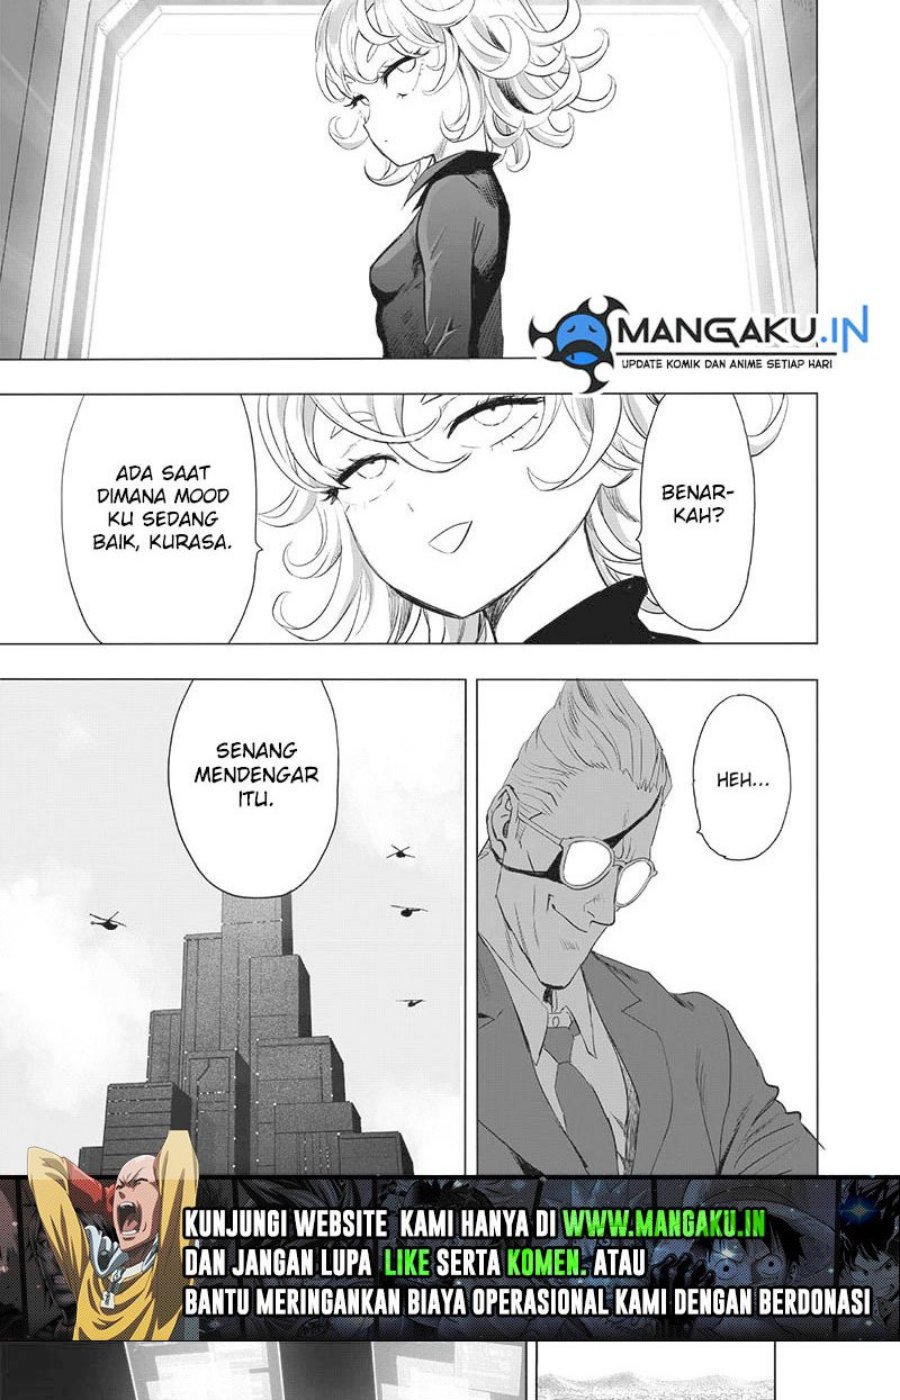 MANGAKU.IN
UPDATE KOMIK DAN ANIME SETIAP HARI
BENAR-
KAH?
ADA SAAT
DIMANA MOOD
KU SEDANG
BAIK, KURASA.
HEH...
SENANG
MENDENGAR
ITU.
KUNJUNGI WEBSITE KAMI HANYA DI WWW.MANGAKU.IN
DAN JANGAN LUPA LIKE SERTA KOMEN. ATAU
BANTU MERINGANKAN BIAYA OPERASIONAL KAMI DENGAN BERDONASI